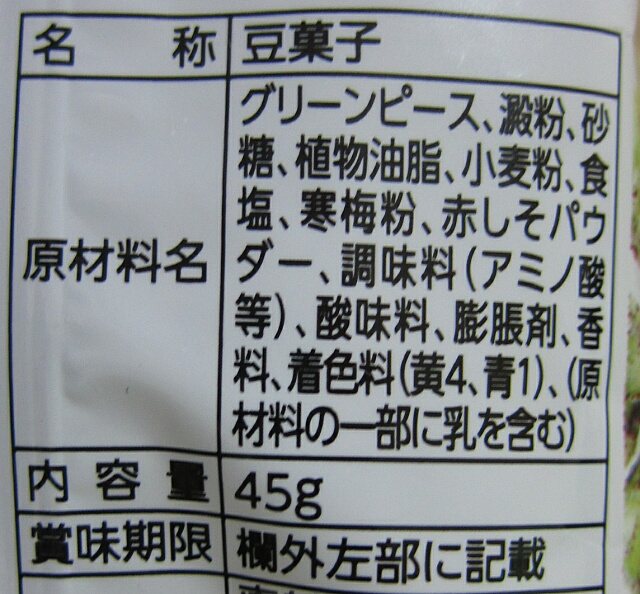 名称 豆菓子
原材料名
グリーンピース、澱粉、砂
糖、植物油脂、小麦粉、食
塩、寒梅粉、赤しそパウ
ダー、調味料(アミノ酸
等)、酸味料、膨脹剤、香
料、着色料(黄4、青1)、(原
材料の一部に乳を含む)
内容量 45g
賞味期限 欄外左部に記載